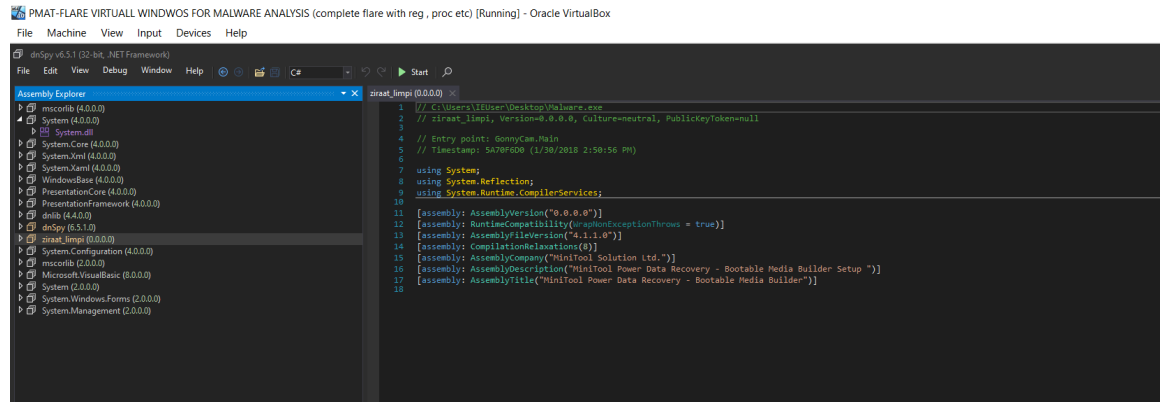 PMAT-FLARE VIRTUALL WINDWOS FOR MALWARE ANALYSIS (complete flare with reg , proc etc) [Running] - Oracle VirtualBox
File Machine View Input Devices Help
dnSpy v6.5.1 (32-bit, .NET Framework)
File Edit View Debug Window Help C# Start
Assembly Explorer
mscorlib (4.0.0.0)
System (4.0.0.0)
System.dll
System.Core (4.0.0.0)
System.Xml (4.0.0.0)
System.Xaml (4.0.0.0)
WindowsBase (4.0.0.0)
PresentationCore (4.0.0.0)
PresentationFramework (4.0.0.0)
dnlib (4.4.0.0)
dnSpy (6.5.1.0)
ziraat_limpi (0.0.0.0)
System.Configuration (4.0.0.0)
mscorlib (2.0.0.0)
Microsoft.VisualBasic (8.0.0.0)
System (2.0.0.0)
System.Windows.Forms (2.0.0.0)
System.Management (2.0.0.0)
ziraat_limpi (0.0.0.0)
1 // C:\Users\IEUser\Desktop\Malware.exe
2 // ziraat_limpi, Version=0.0.0.0, Culture=neutral, PublicKeyToken=null
3
4 // Entry point: GonnyCam.Main
5 // Timestamp: 5A70F6D0 (1/30/2018 2:50:56 PM)
6
7 using System;
8 using System.Reflection;
9 using System.Runtime.CompilerServices;
10
11 [assembly: AssemblyVersion("0.0.0.0")]
12 [assembly: RuntimeCompatibility(WrapNonExceptionThrows = true)]
13 [assembly: AssemblyFileVersion("4.1.1.0")]
14 [assembly: CompilationRelaxations(8)]
15 [assembly: AssemblyCompany("MiniTool Solution Ltd.")]
16 [assembly: AssemblyDescription("MiniTool Power Data Recovery - Bootable Media Builder Setup ")]
17 [assembly: AssemblyTitle("MiniTool Power Data Recovery - Bootable Media Builder")]
18